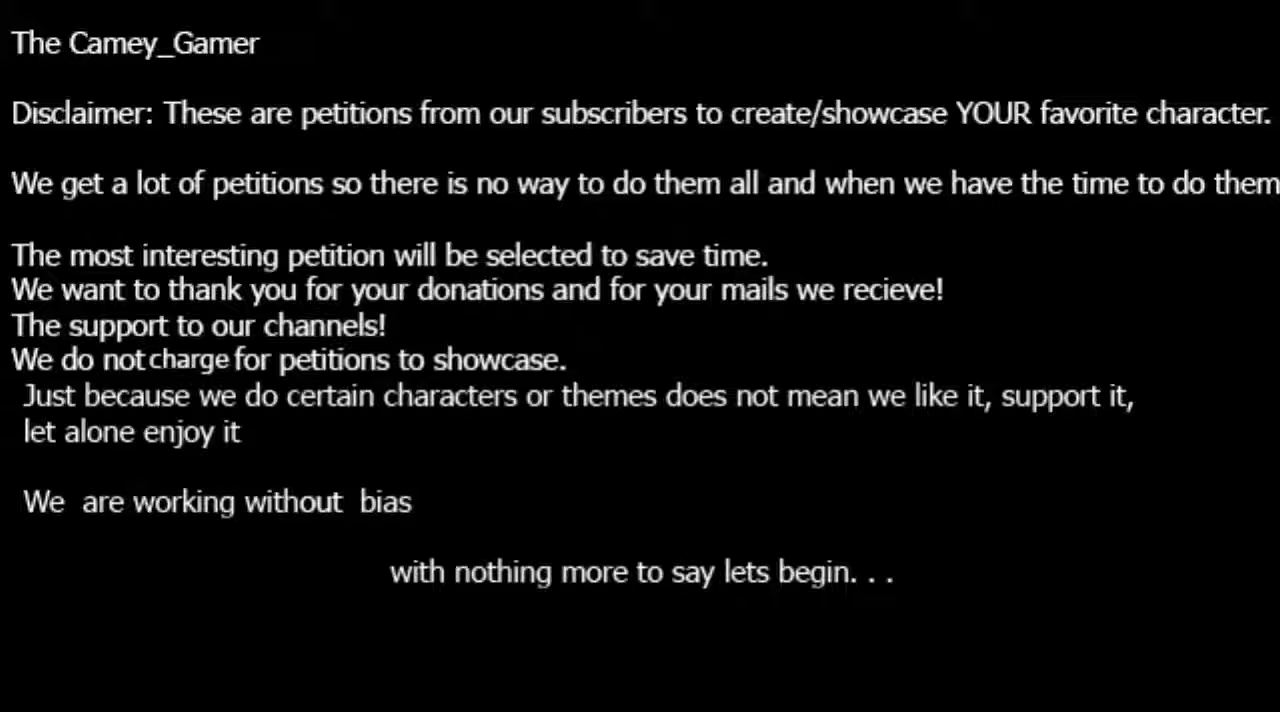 The Camey_Gamer
Disclaimer: These are petitions from our subscribers to create/showcase YOUR favorite character.
We get a lot of petitions so there is no way to do them all and when we have the time to do them
The most interesting petition will be selected to save time.
We want to thank you for your donations and for your mails we recieve!
The support to our channels!
We do not charge for petitions to showcase.
Just because we do certain characters or themes does not mean we like it, support it,
let alone enjoy it
We are working without bias
with nothing more to say lets begin. . .